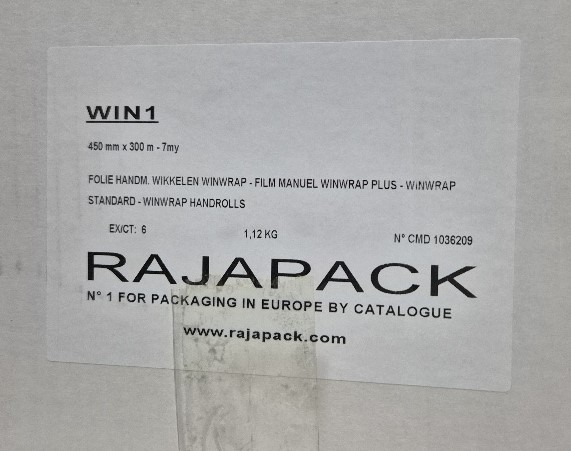 WIN1
450 mm x 300 m - 7my
FOLIE HANDM. WIKKELEN WINWRAP - FILM MANUEL WINWRAP PLUS - WINWRAP
STANDARD - WINWRAP HANDROLLS
EX/CT: 6 1,12 KG N° CMD 1036209
RAJAPACK
N° 1 FOR PACKAGING IN EUROPE BY CATALOGUE
www.rajapack.com